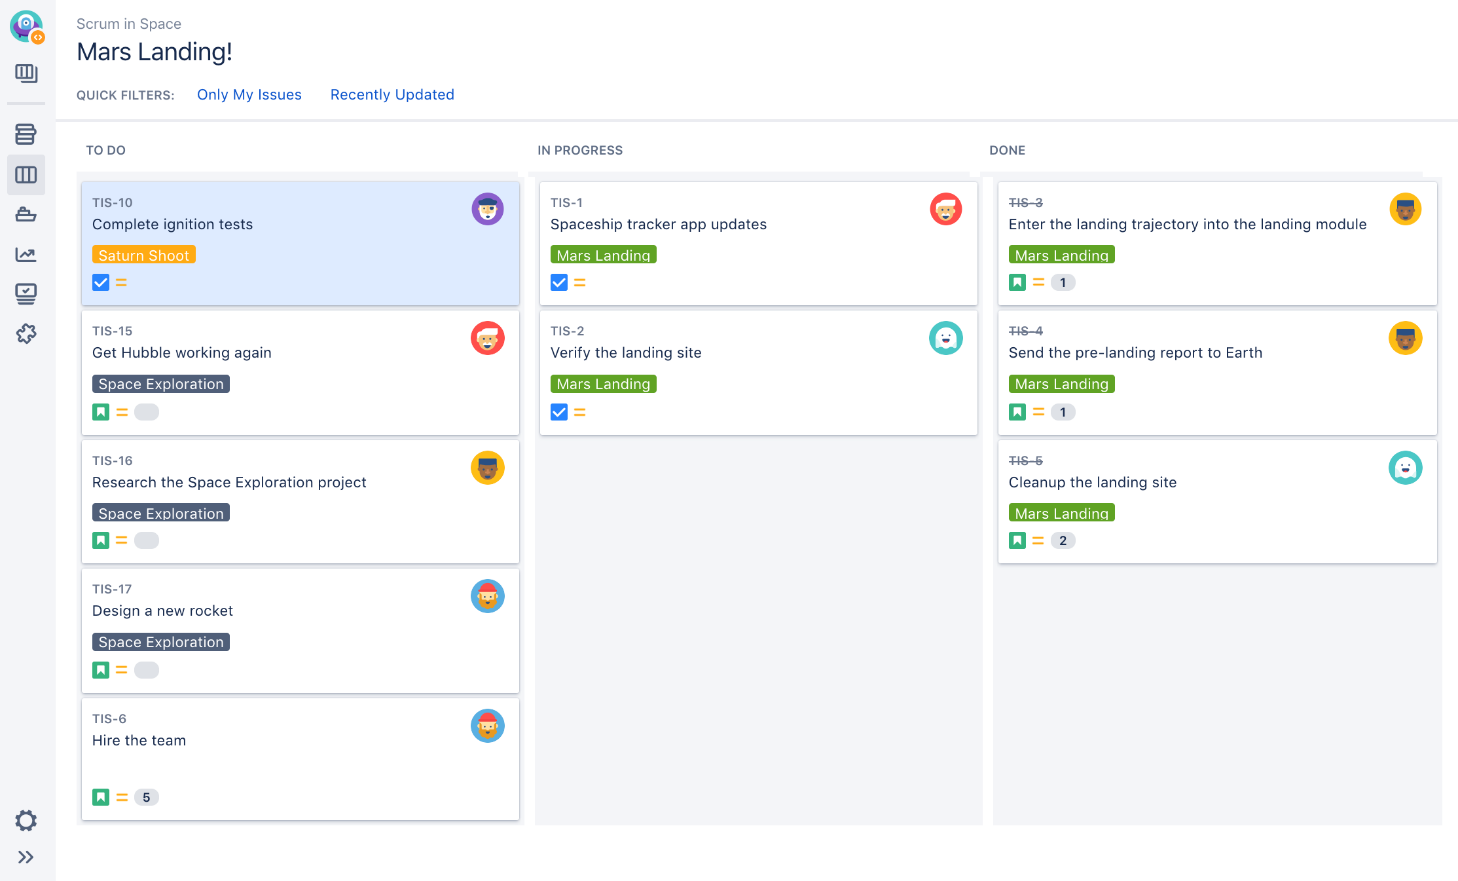 Scrum in Space
Mars Landing!
QUICK FILTERS: Only My Issues Recently Updated
TO DO
TIS-10
Complete ignition tests
Saturn Shoot
TIS-15
Get Hubble working again
Space Exploration
TIS-16
Research the Space Exploration project
Space Exploration
TIS-17
Design a new rocket
Space Exploration
TIS-6
Hire the team
5
IN PROGRESS
TIS-1
Spaceship tracker app updates
Mars Landing
TIS-2
Verify the landing site
Mars Landing
DONE
TIS-3
Enter the landing trajectory into the landing module
Mars Landing
1
TIS-4
Send the pre-landing report to Earth
Mars Landing
1
TIS-5
Cleanup the landing site
Mars Landing
2